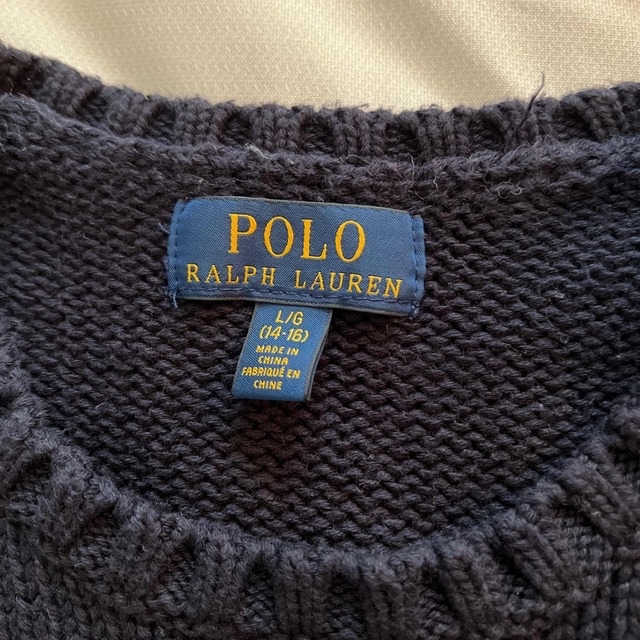 POLO
RALPH LAUREN
L/G
(14-16)
MADE IN
CHINA
FABRIQUÉ EN
CHINE